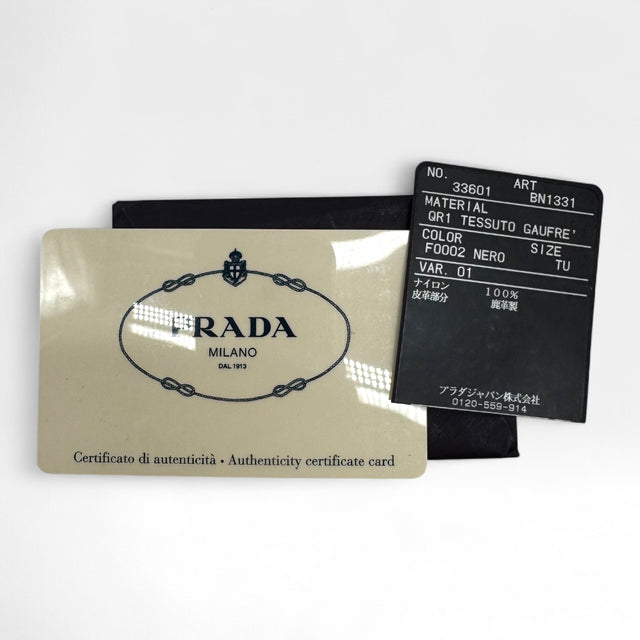 PRADA
MILANO
DAL 1913
Certificato di autenticità • Authenticity certificate card
NO. ART
33601 BN1331
MATERIAL
QR1 TESSUTO GAUFRE'
COLOR SIZE
F0002 NERO TU
VAR. 01
ナイロン 100%
皮革部分 鹿革製
プラダジャパン株式会社
0120-559-914